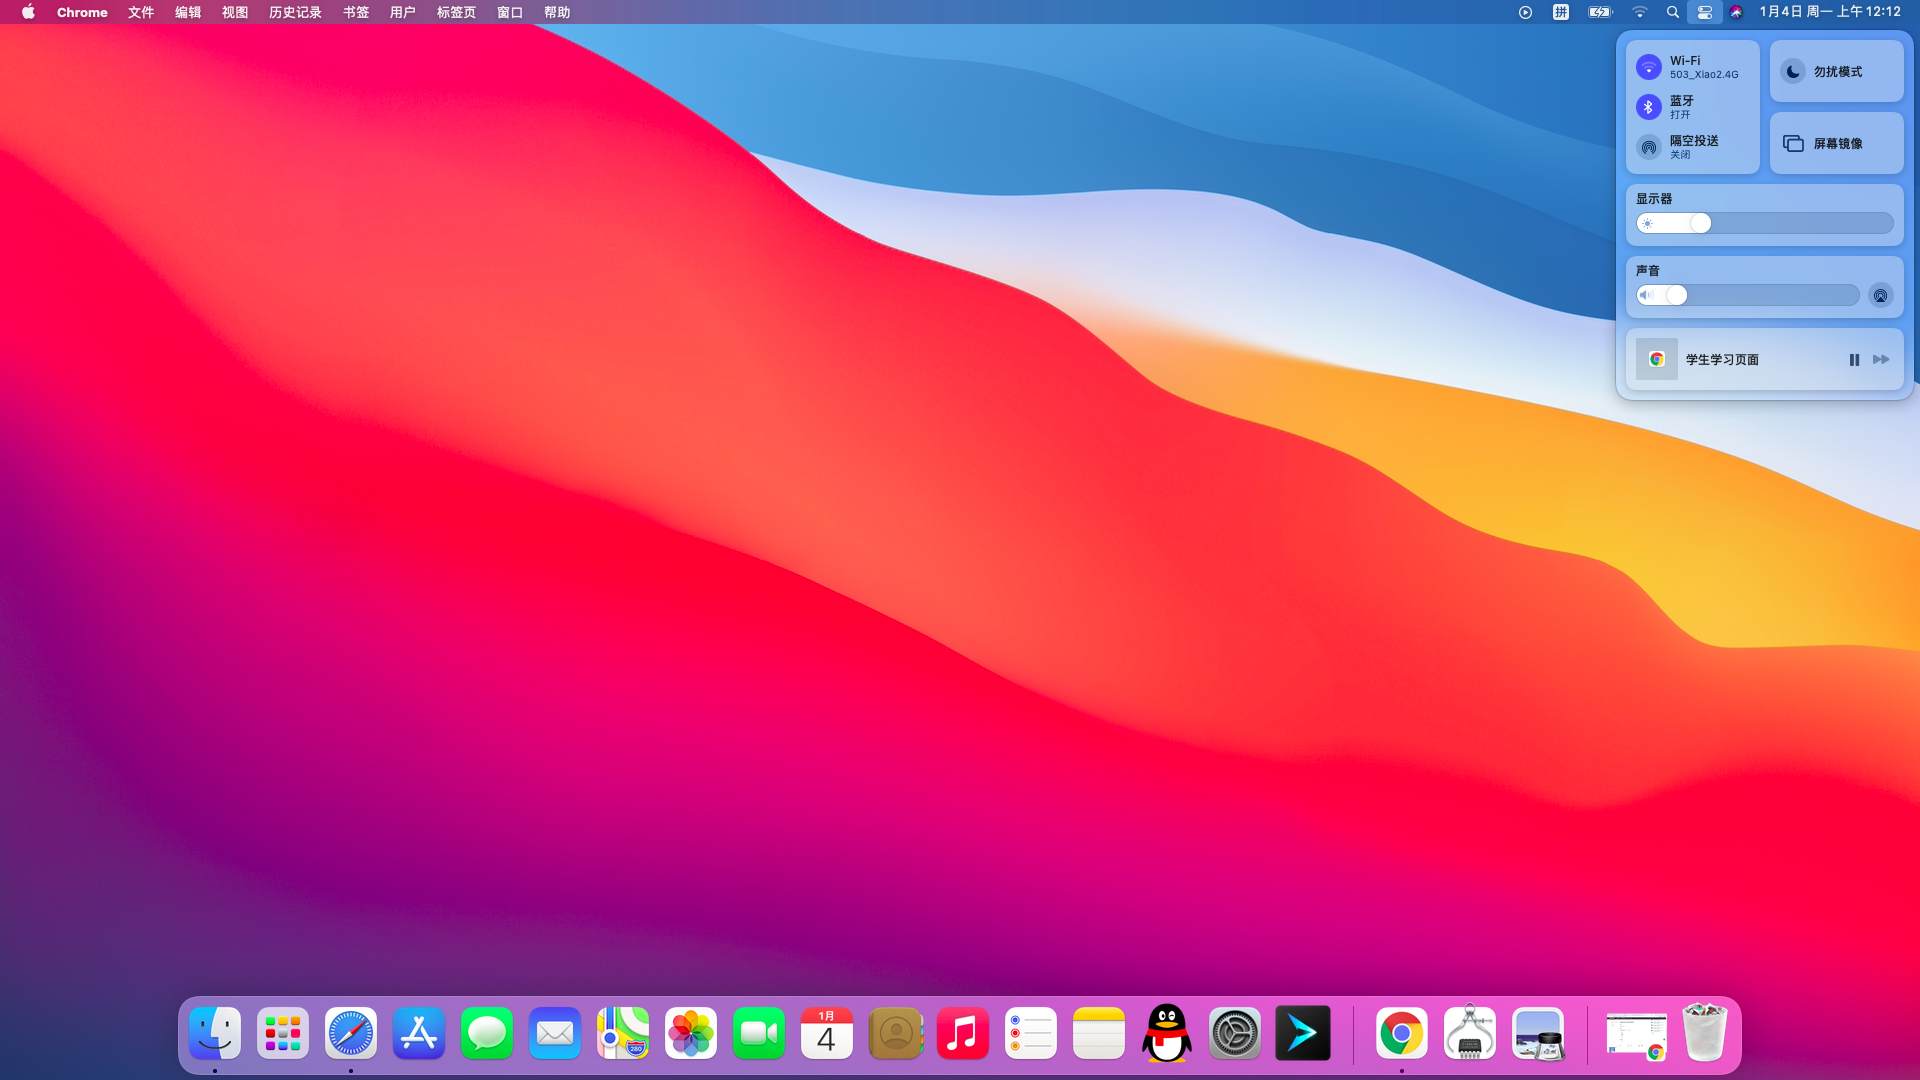 Chrome 文件 编辑 视图 历史记录 书签 用户 标签页 窗口 帮助 拼 1月4日 周一 上午12:12
Wi-Fi
503_Xiao2.4G
蓝牙
打开
隔空投送
关闭
勿扰模式
屏幕镜像
显示器
声音
学生学习页面
1月
4
280